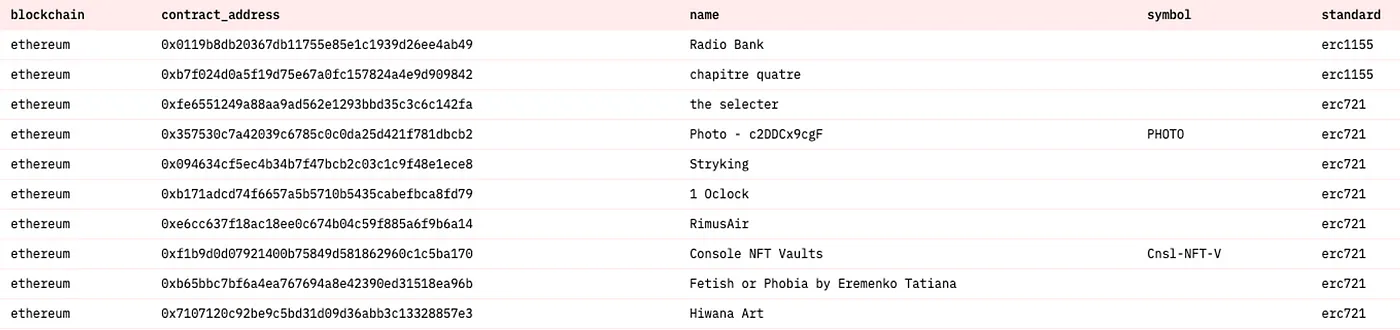 blockchain contract_address name symbol standard
ethereum 0x0119b8db20367db11755e85e1c1939d26ee4ab49 Radio Bank erc1155
ethereum 0xb7f024d0a5f19d75e67a0fc157824a4e9d909842 chapitre quatre erc1155
ethereum 0xfe6551249a88aa9ad562e1293bbd35c3c6c142fa the selecter erc721
ethereum 0x357530c7a42039c6785c0c0da25d421f781dbcb2 Photo - c2DDCx9cgF PHOTO erc721
ethereum 0x094634cf5ec4b34b7f47bcb2c03c1c9f48e1ece8 Stryking erc721
ethereum 0xb171adcd74f6657a5b5710b5435cabefbca8fd79 1 Oclock erc721
ethereum 0xe6cc637f18ac18ee0c674b04c59f885a6f9b6a14 RimusAir erc721
ethereum 0xf1b9d0d07921400b75849d581862960c1c5ba170 Console NFT Vaults Cnsl-NFT-V erc721
ethereum 0xb65bbc7bf6a4ea767694a8e42390ed31518ea96b Fetish or Phobia by Eremenko Tatiana erc721
ethereum 0x7107120c92be9c5bd31d09d36abb3c13328857e3 Hiwana Art erc721